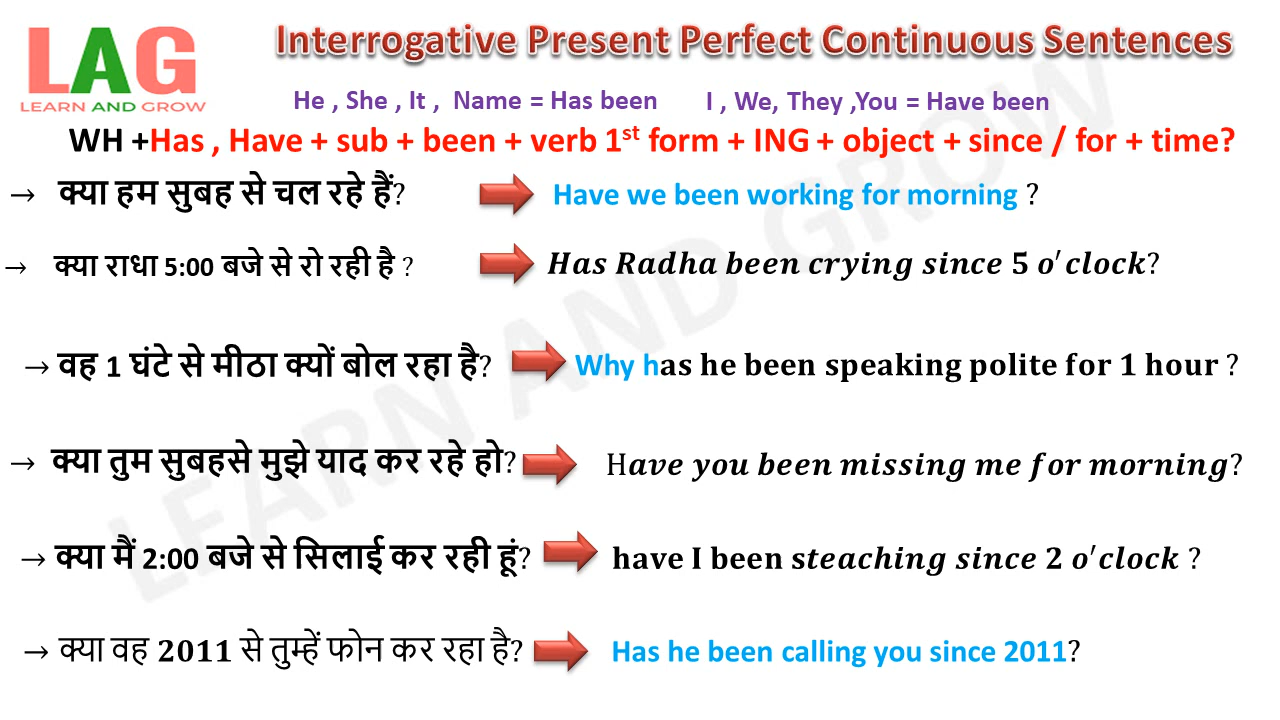 LAG
LEARN AND GROW
Interrogative Present Perfect Continuous Sentences
He , She , It , Name = Has been I , We, They ,You = Have been
WH +Has , Have + sub + been + verb 1st form + ING + object + since / for + time?
→ क्या हम सुबह से चल रहे हैं? Have we been working for morning ?
→ क्या राधा 5:00 बजे से रो रही है ? Has Radha been crying since 5 o′clock?
→ वह 1 घंटे से मीठा क्यों बोल रहा है? Why has he been speaking polite for 1 hour ?
→ क्या तुम सुबहसे मुझे याद कर रहे हो? Have you been missing me for morning?
→ क्या मैं 2:00 बजे से सिलाई कर रही हूं? have I been steaching since 2 o′clock ?
→ क्या वह 2011 से तुम्हें फोन कर रहा है? Has he been calling you since 2011?
LEARN AND GROW